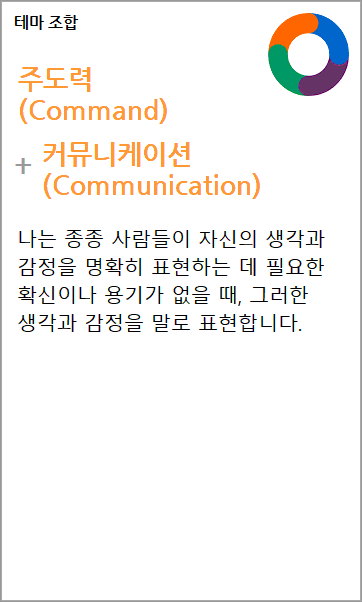 테마 조합
주도력
(Command)
+ 커뮤니케이션
(Communication)
나는 종종 사람들이 자신의 생각과
감정을 명확히 표현하는 데 필요한
확신이나 용기가 없을 때, 그러한
생각과 감정을 말로 표현합니다.